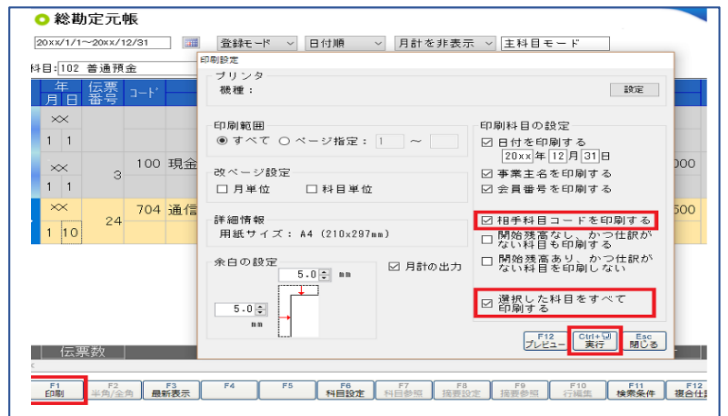 総勘定元帳
20xx/1/1～20xx/12/31 登録モード 日付順 月計を非表示 主科目モード
科目:102 普通預金
年 伝票 コード
月 日 番号
xx
1 1
xx 3 100 現金 000
1 1
xx 24 704 通信 500
1 10
伝票数
印刷設定
プリンタ
機種： 設定
印刷範囲
すべて ページ指定： 1 ～
改ページ設定
月単位 科目単位
詳細情報
用紙サイズ： A4 (210x297mm)
余白の設定
5.0 mm
5.0
mm
月計の出力
印刷科目の設定
日付を印刷する
20xx 年 12 月 31 日
事業主名を印刷する
会員番号を印刷する
相手科目コードを印刷する
開始残高なし、かつ仕訳が
ない科目も印刷する
開始残高あり、かつ仕訳が
ない科目を印刷しない
選択した科目をすべて
印刷する
F12 Ctrl+ Esc
プレビュー 実行 閉じる
F1 F2 F3 F4 F5 F6 F7 F8 F9 F10 F11 F12
印刷 半角/全角 最新表示 科目設定 科目参照 摘要設定 摘要参照 行編集 検索条件 複合仕